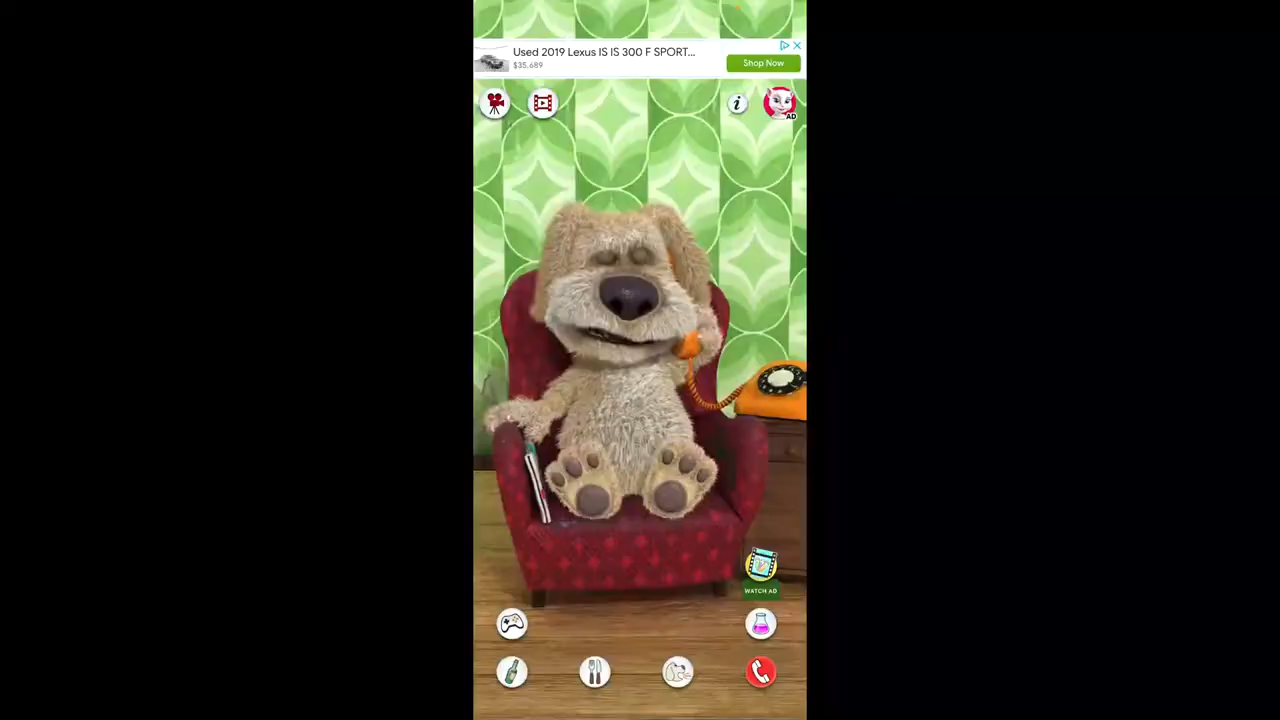 Used 2019 Lexus IS IS 300 F SPORT...
$35,689
Shop Now
i
AD
WATCH AD